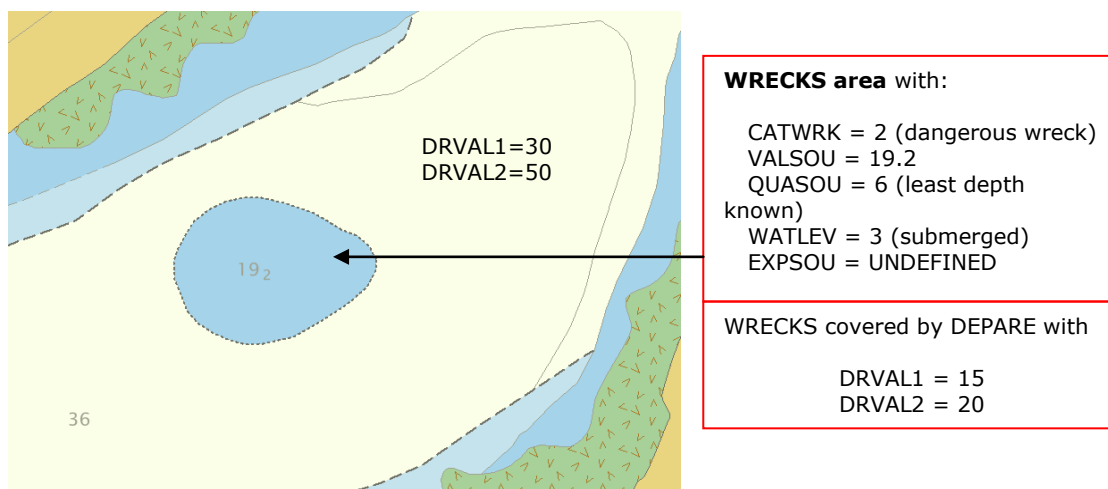 DRVAL1=30
DRVAL2=50
19₂
36
WRECKS area with:
CATWRK = 2 (dangerous wreck)
VALSOU = 19.2
QUASOU = 6 (least depth
known)
WATLEV = 3 (submerged)
EXPSOU = UNDEFINED
WRECKS covered by DEPARE with
DRVAL1 = 15
DRVAL2 = 20